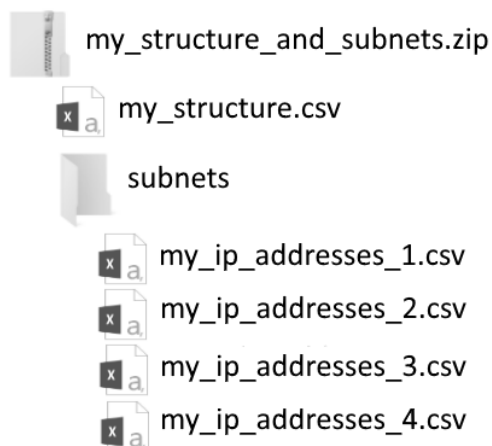 my_structure_and_subnets.zip
my_structure.csv
subnets
my_ip_addresses_1.csv
my_ip_addresses_2.csv
my_ip_addresses_3.csv
my_ip_addresses_4.csv